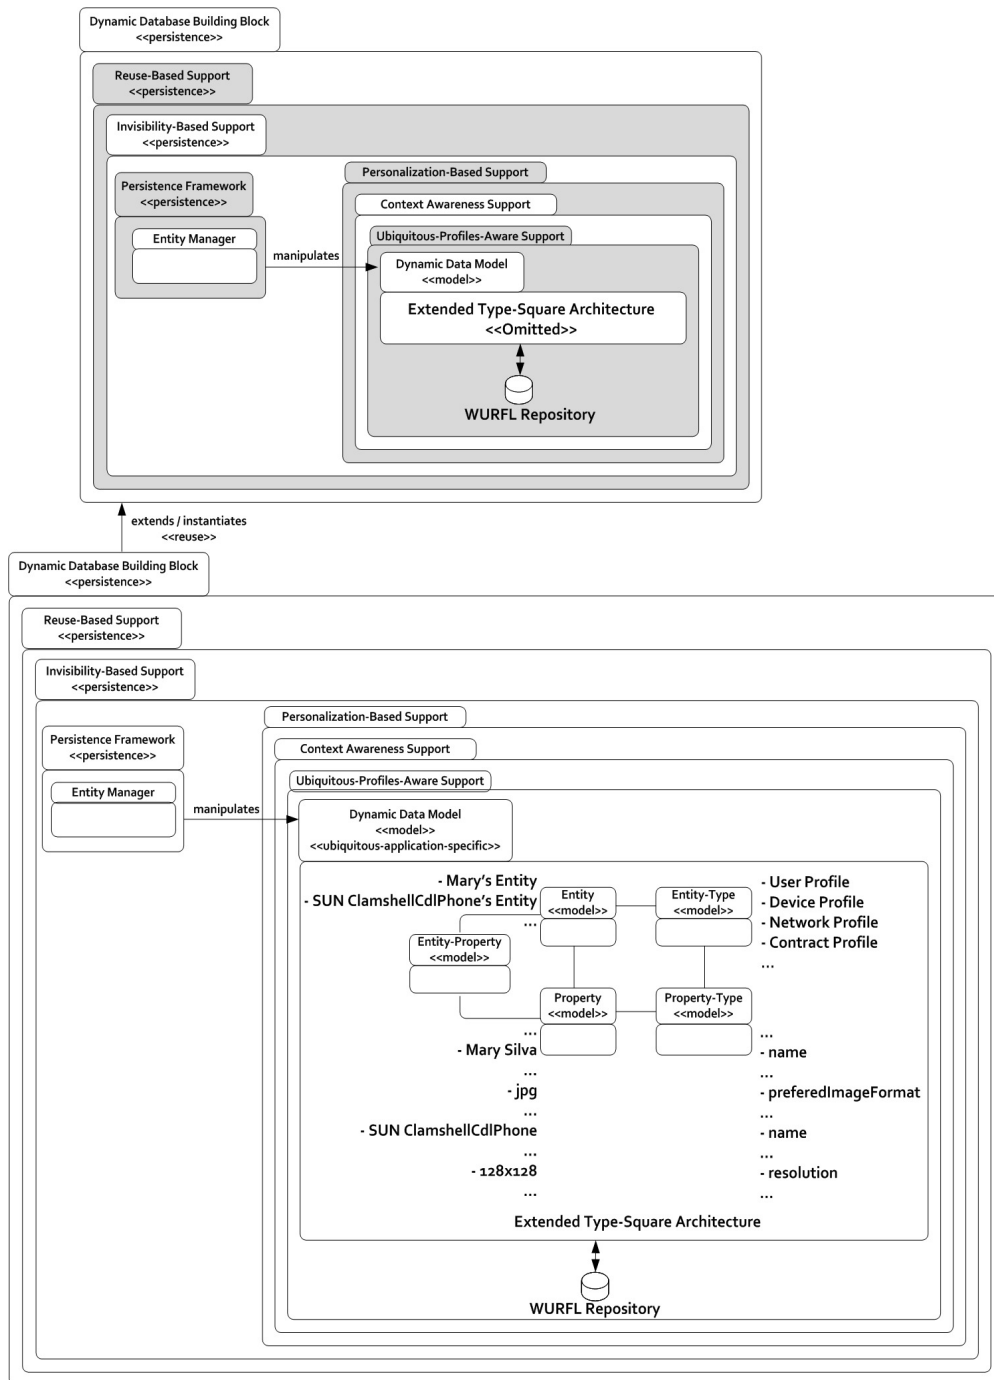 Dynamic Database Building Block
<<persistence>>
Reuse-Based Support
<<persistence>>
Invisibility-Based Support
<<persistence>>
Persistence Framework
<<persistence>>
Entity Manager
manipulates
Personalization-Based Support
Context Awareness Support
Ubiquitous-Profiles-Aware Support
Dynamic Data Model
<<model>>
Extended Type-Square Architecture
<<Omitted>>
WURFL Repository
extends / instantiates
<<reuse>>
Dynamic Database Building Block
<<persistence>>
Reuse-Based Support
<<persistence>>
Invisibility-Based Support
<<persistence>>
Persistence Framework
<<persistence>>
Entity Manager
manipulates
Personalization-Based Support
Context Awareness Support
Ubiquitous-Profiles-Aware Support
Dynamic Data Model
<<model>>
<<ubiquitous-application-specific>>
- Mary's Entity
- SUN ClamshellCdlPhone's Entity
...
Entity
<<model>>
Entity-Type
<<model>>
- User Profile
- Device Profile
- Network Profile
- Contract Profile
...
Entity-Property
<<model>>
Property
<<model>>
Property-Type
<<model>>
...
- Mary Silva
...
- jpg
...
- SUN ClamshellCdlPhone
...
- 128x128
...
...
- name
...
- preferedImageFormat
...
- name
...
- resolution
...
Extended Type-Square Architecture
WURFL Repository